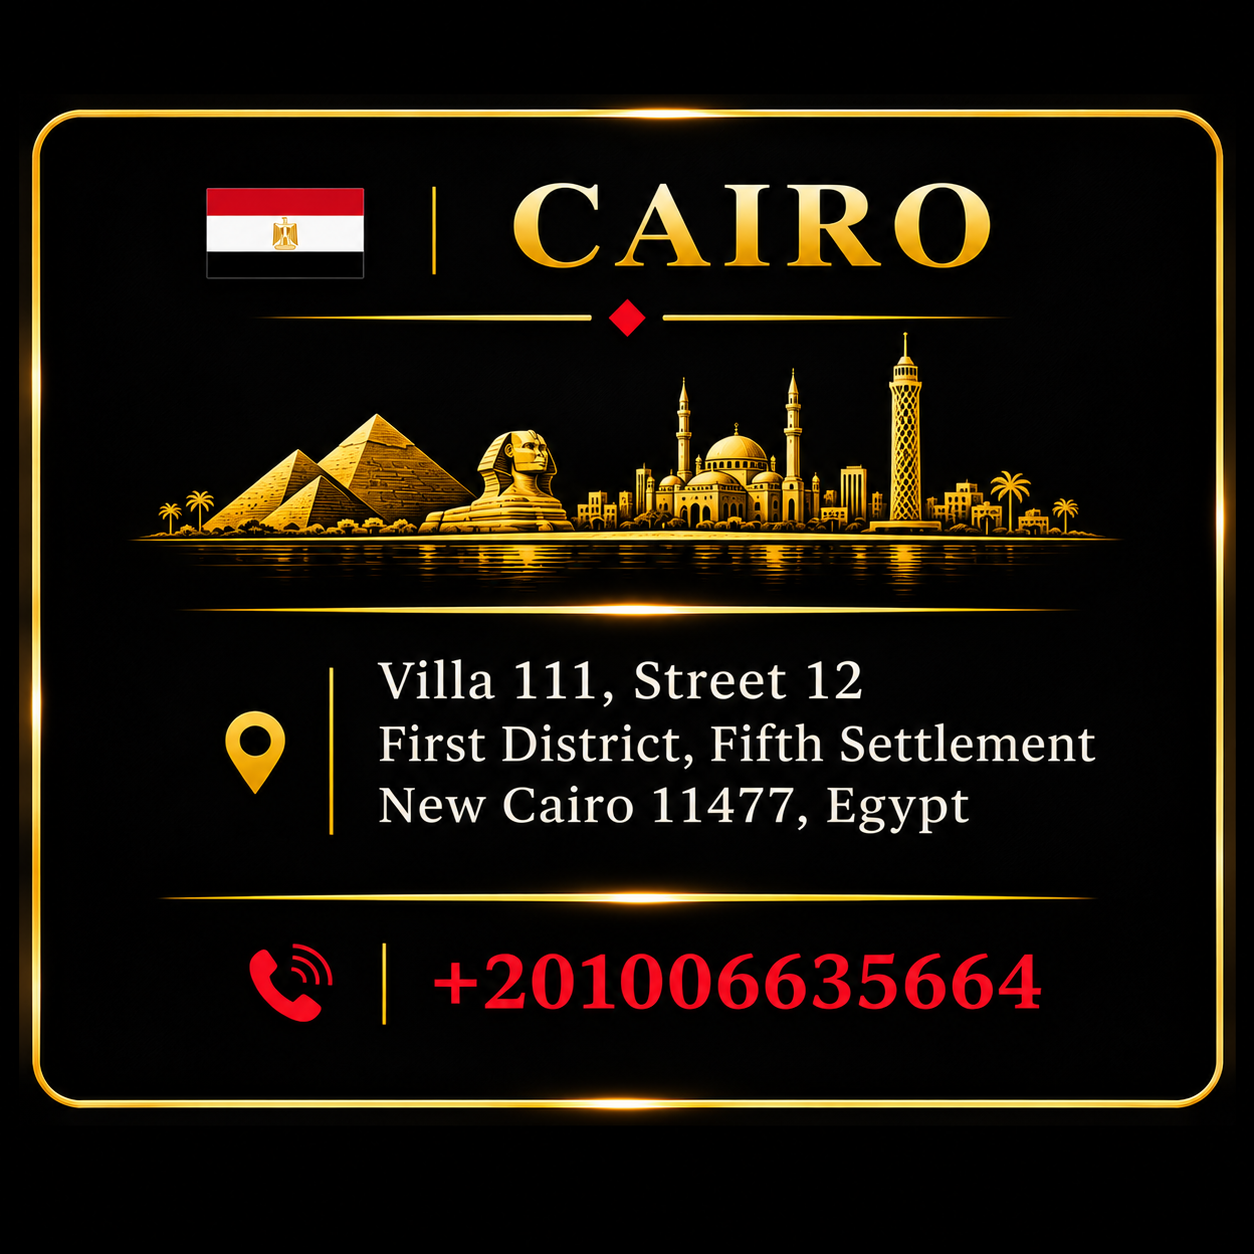 CAIRO
Villa 111, Street 12
First District, Fifth Settlement
New Cairo 11477, Egypt
+201006635664